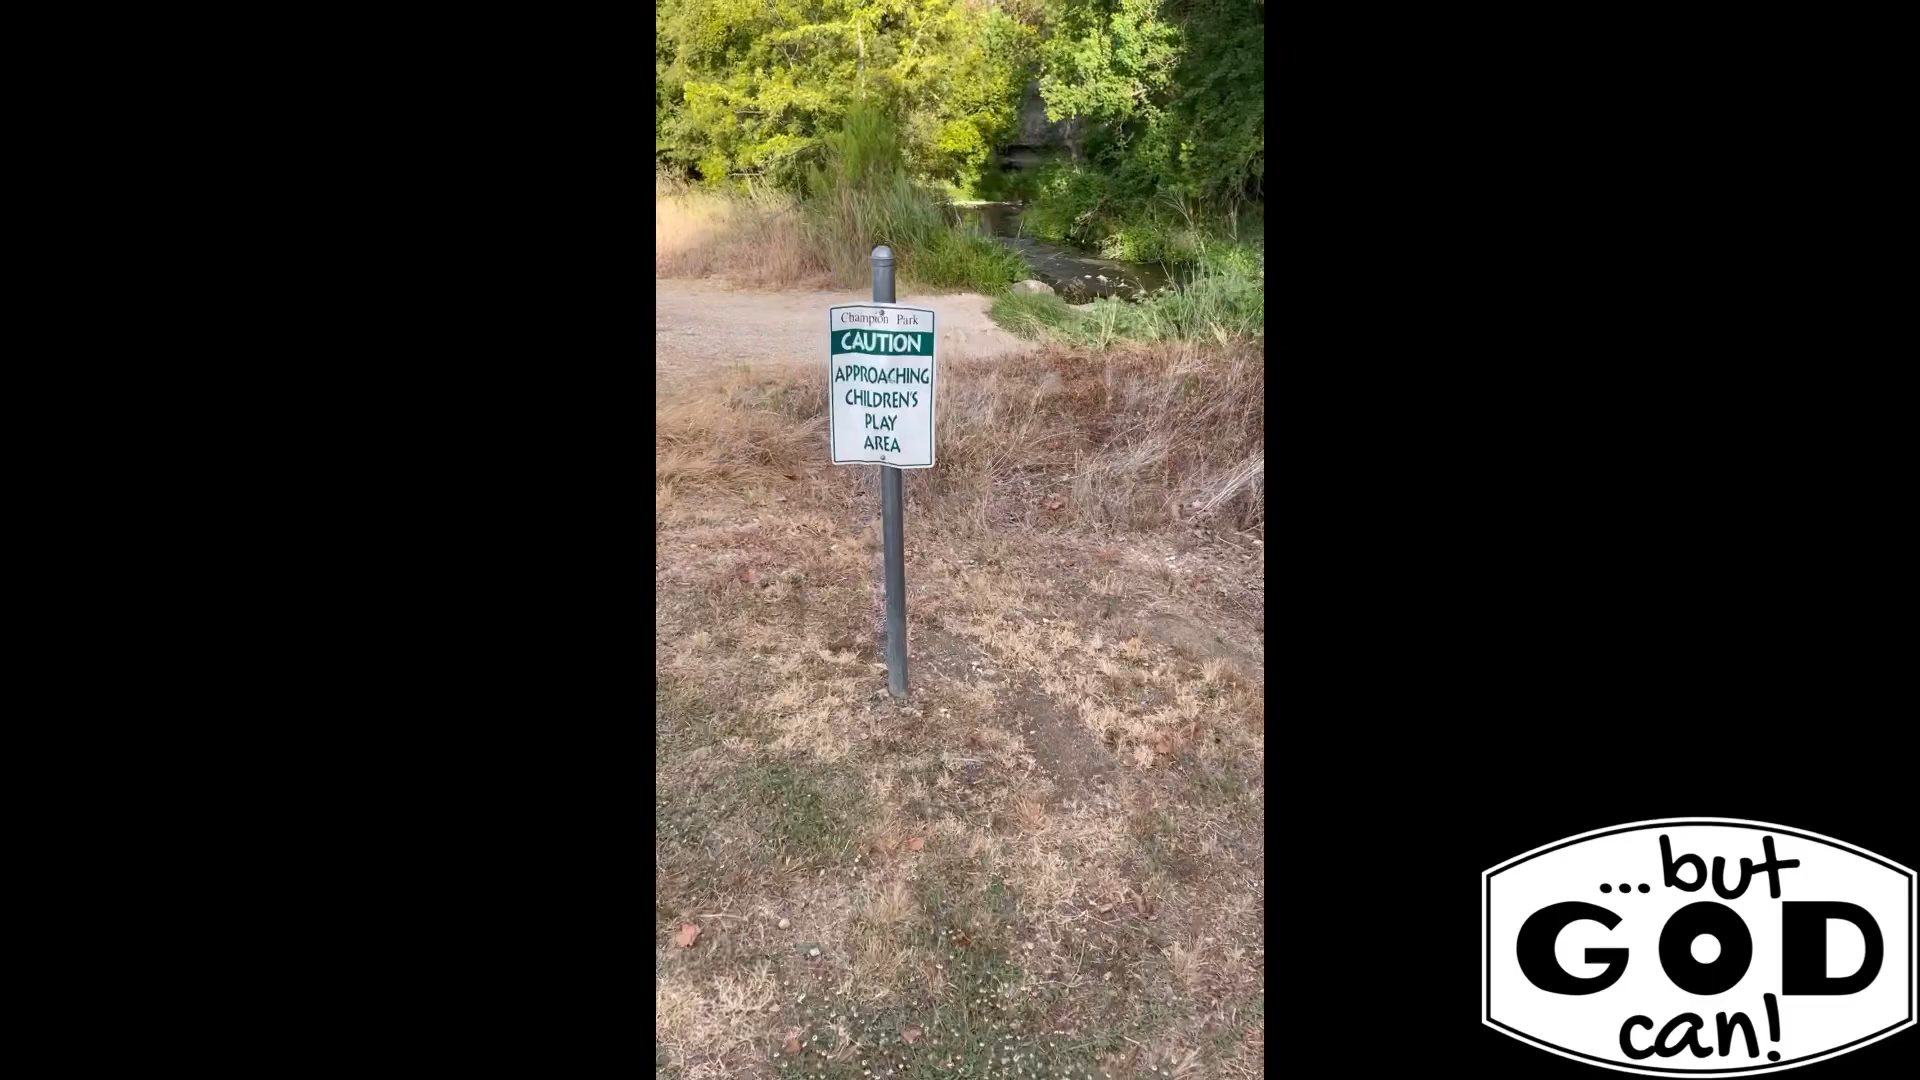 Champion Park
CAUTION
APPROACHING
CHILDREN'S
PLAY
AREA
...but
GOD
can!